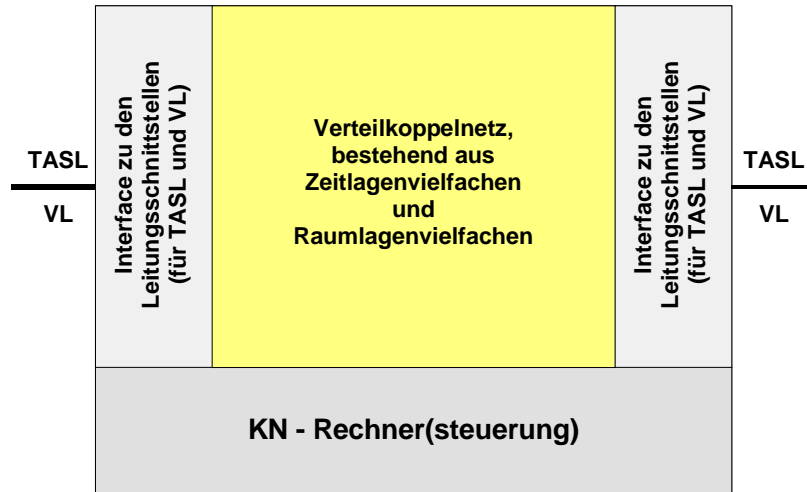 TASL
VL
Interface zu den
Leitungsschnittstellen
(für TASL und VL)
Verteilkoppelnetz,
bestehend aus
Zeitlagenvielfachen
und
Raumlagenvielfachen
Interface zu den
Leitungsschnittstellen
(für TASL und VL)
TASL
VL
KN - Rechner(steuerung)